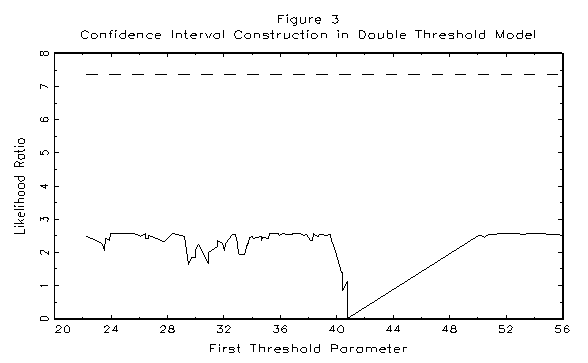 Figure 3
Confidence Interval Construction in Double Threshold Model
Likelihood Ratio
8
7
6
5
4
3
2
1
0
20 24 28 32 36 40 44 48 52 56
First Threshold Parameter